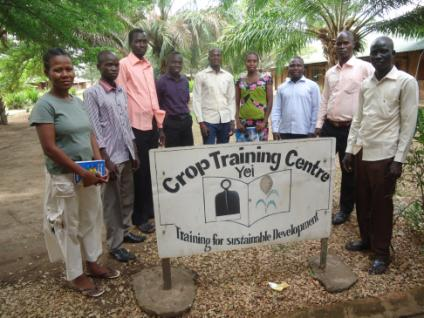 Crop Training Centre
Yei
Training for sustainable Development